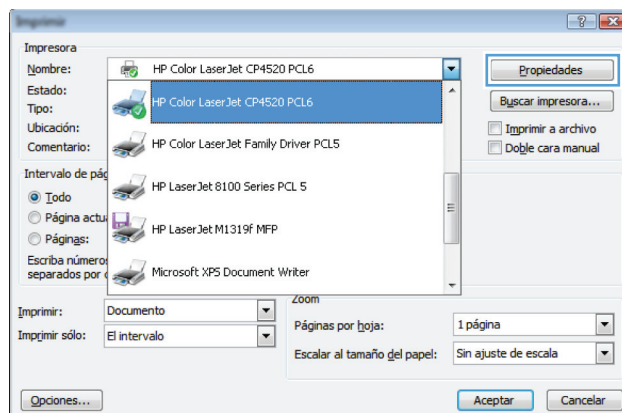 Imprimir
Impresora
Nombre: HP Color LaserJet CP4520 PCL6 Propiedades
Estado: HP Color LaserJet CP4520 PCL6 Buscar impresora...
Tipo:
Ubicación: HP Color LaserJet Family Driver PCL5 Imprimir a archivo
Comentario: Doble cara manual
Intervalo de pág
Todo HP LaserJet 8100 Series PCL 5
Página actu
Páginas: HP LaserJet M1319f MFP
Escriba número
separados por Microsoft XPS Document Writer
Zoom
Imprimir: Documento Páginas por hoja: 1 página
Imprimir sólo: El intervalo Escalar al tamaño del papel: Sin ajuste de escala
Opciones... Aceptar Cancelar